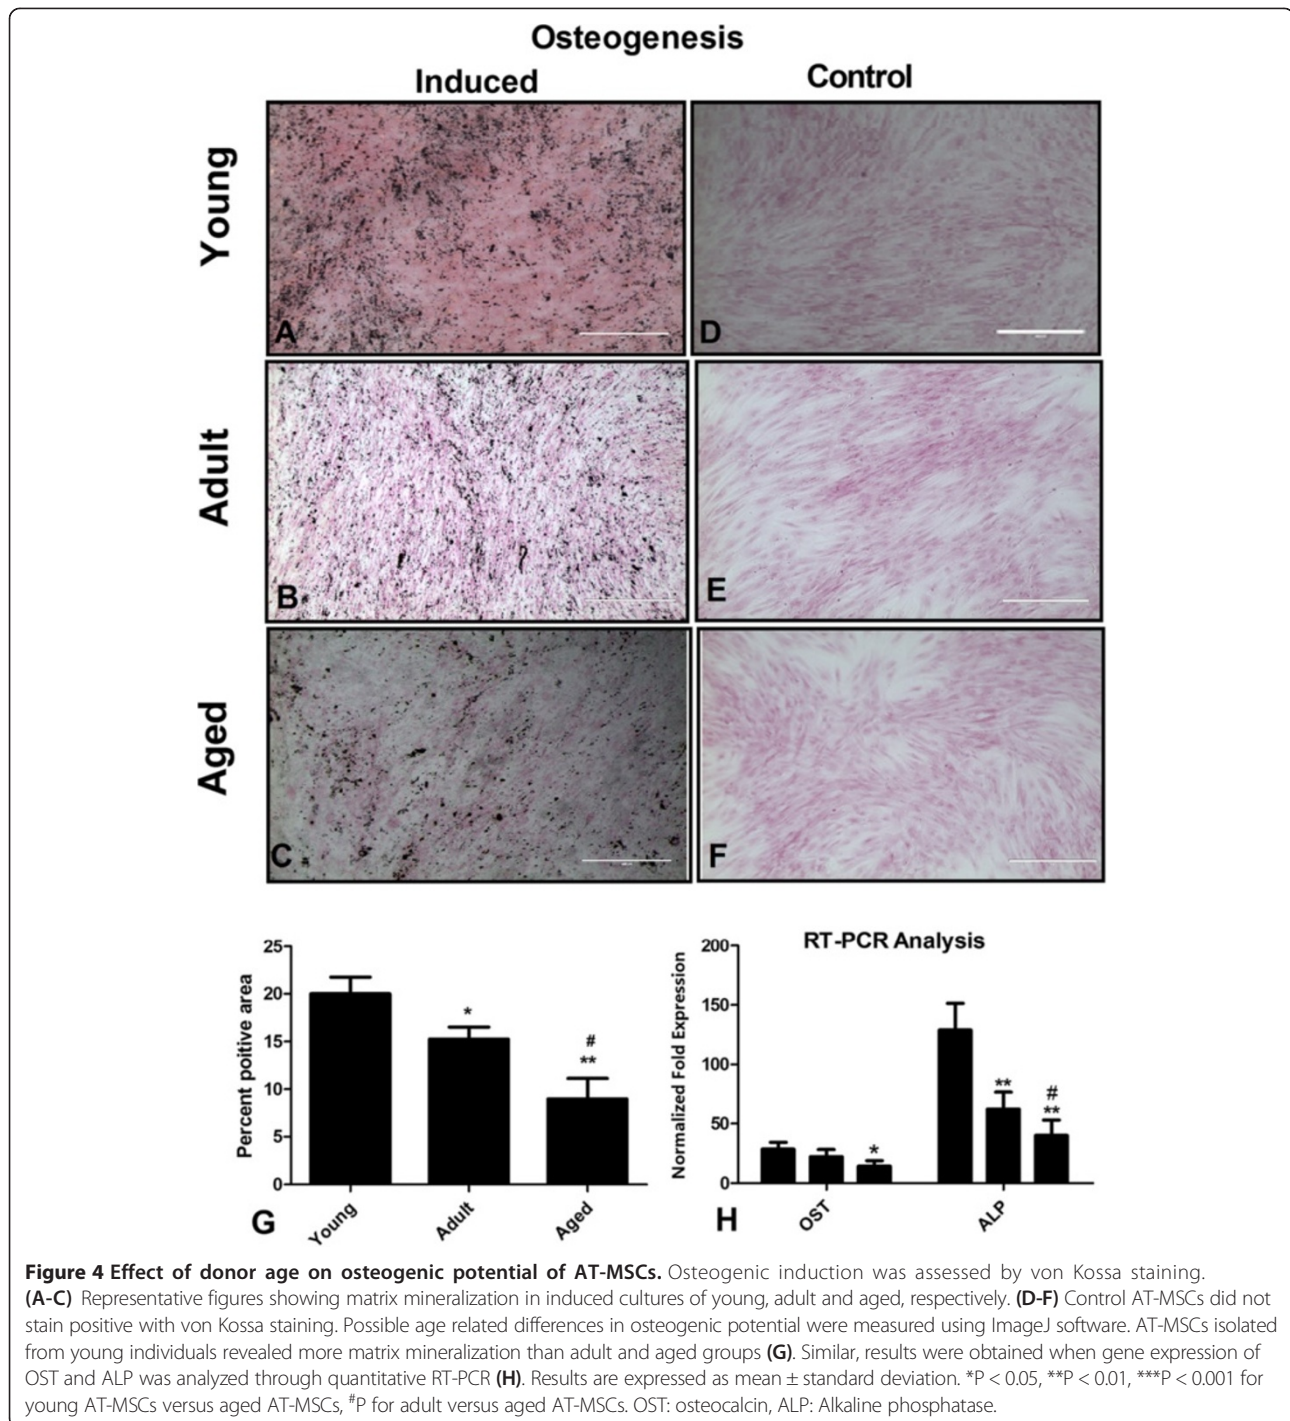 Osteogenesis
Induced
Control
Young
A
D
Adult
B
E
Aged
C
F
25
20
15
10
5
0
Percent poitive area
*
#
**
Young
Adult
Aged
G
RT-PCR Analysis
200
150
100
50
0
Normalized Fold Expression
*
**
#
**
OST
ALP
H
Figure 4 Effect of donor age on osteogenic potential of AT-MSCs. Osteogenic induction was assessed by von Kossa staining.
(A-C) Representative figures showing matrix mineralization in induced cultures of young, adult and aged, respectively. (D-F) Control AT-MSCs did not
stain positive with von Kossa staining. Possible age related differences in osteogenic potential were measured using ImageJ software. AT-MSCs isolated
from young individuals revealed more matrix mineralization than adult and aged groups (G). Similar, results were obtained when gene expression of
OST and ALP was analyzed through quantitative RT-PCR (H). Results are expressed as mean ± standard deviation. *P < 0.05, **P < 0.01, ***P < 0.001 for
young AT-MSCs versus aged AT-MSCs, #P for adult versus aged AT-MSCs. OST: osteocalcin, ALP: Alkaline phosphatase.